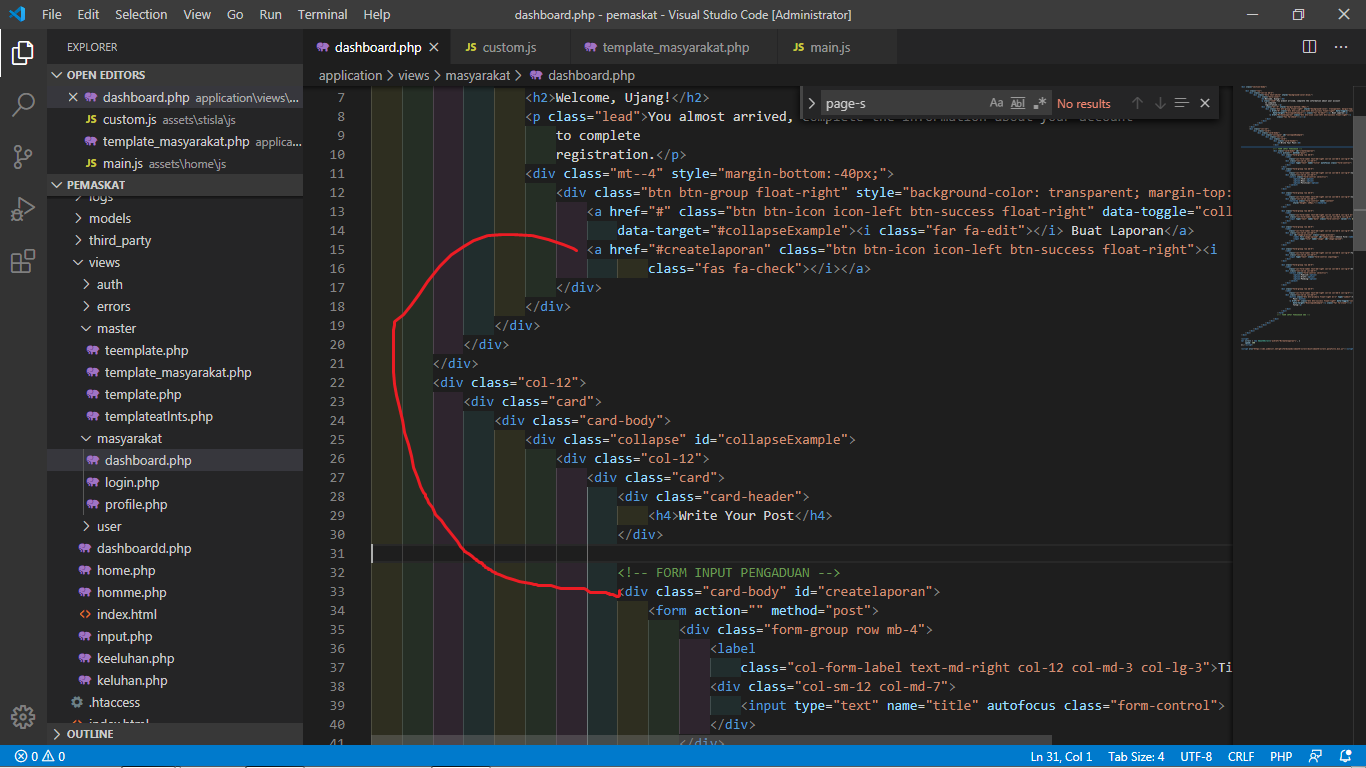 File Edit Selection View Go Run Terminal Help
dashboard.php - pemaskat - Visual Studio Code [Administrator]
EXPLORER
OPEN EDITORS
dashboard.php application\views\...
custom.js assets\stisla\js
template_masyarakat.php applica...
main.js assets\home\js
PEMASKAT
logs
models
third_party
views
auth
errors
master
teemplate.php
template_masyarakat.php
template.php
templateatlnts.php
masyarakat
dashboard.php
login.php
profile.php
user
dashboardd.php
home.php
homme.php
index.html
input.php
keeluhan.php
keluhan.php
.htaccess
index.html
OUTLINE
dashboard.php
custom.js
template_masyarakat.php
main.js
application > views > masyarakat > dashboard.php
page-s
Aa Abl .*
No results
7 <h2>Welcome, Ujang!</h2>
8 <p class="lead">You almost arrived, complete the information about your account
9 to complete
10 registration.</p>
11 <div class="mt--4" style="margin-bottom:-40px;">
12 <div class="btn btn-group float-right" style="background-color: transparent; margin-top:
13 <a href="#" class="btn btn-icon icon-left btn-success float-right" data-toggle="coll
14 data-target="#collapseExample"><i class="far fa-edit"></i> Buat Laporan</a>
15 <a href="#createlaporan" class="btn btn-icon icon-left btn-success float-right"><i
16 class="fas fa-check"></i></a>
17 </div>
18 </div>
19 </div>
20 </div>
21 </div>
22 <div class="col-12">
23 <div class="card">
24 <div class="card-body">
25 <div class="collapse" id="collapseExample">
26 <div class="col-12">
27 <div class="card">
28 <div class="card-header">
29 <h4>Write Your Post</h4>
30 </div>
31
32 <!-- FORM INPUT PENGADUAN -->
33 <div class="card-body" id="createlaporan">
34 <form action="" method="post">
35 <div class="form-group row mb-4">
36 <label
37 class="col-form-label text-md-right col-12 col-md-3 col-lg-3">Ti
38 <div class="col-sm-12 col-md-7">
39 <input type="text" name="title" autofocus class="form-control">
40 </div>
41 </div>
0 0
Ln 31, Col 1 Tab Size: 4 UTF-8 CRLF PHP